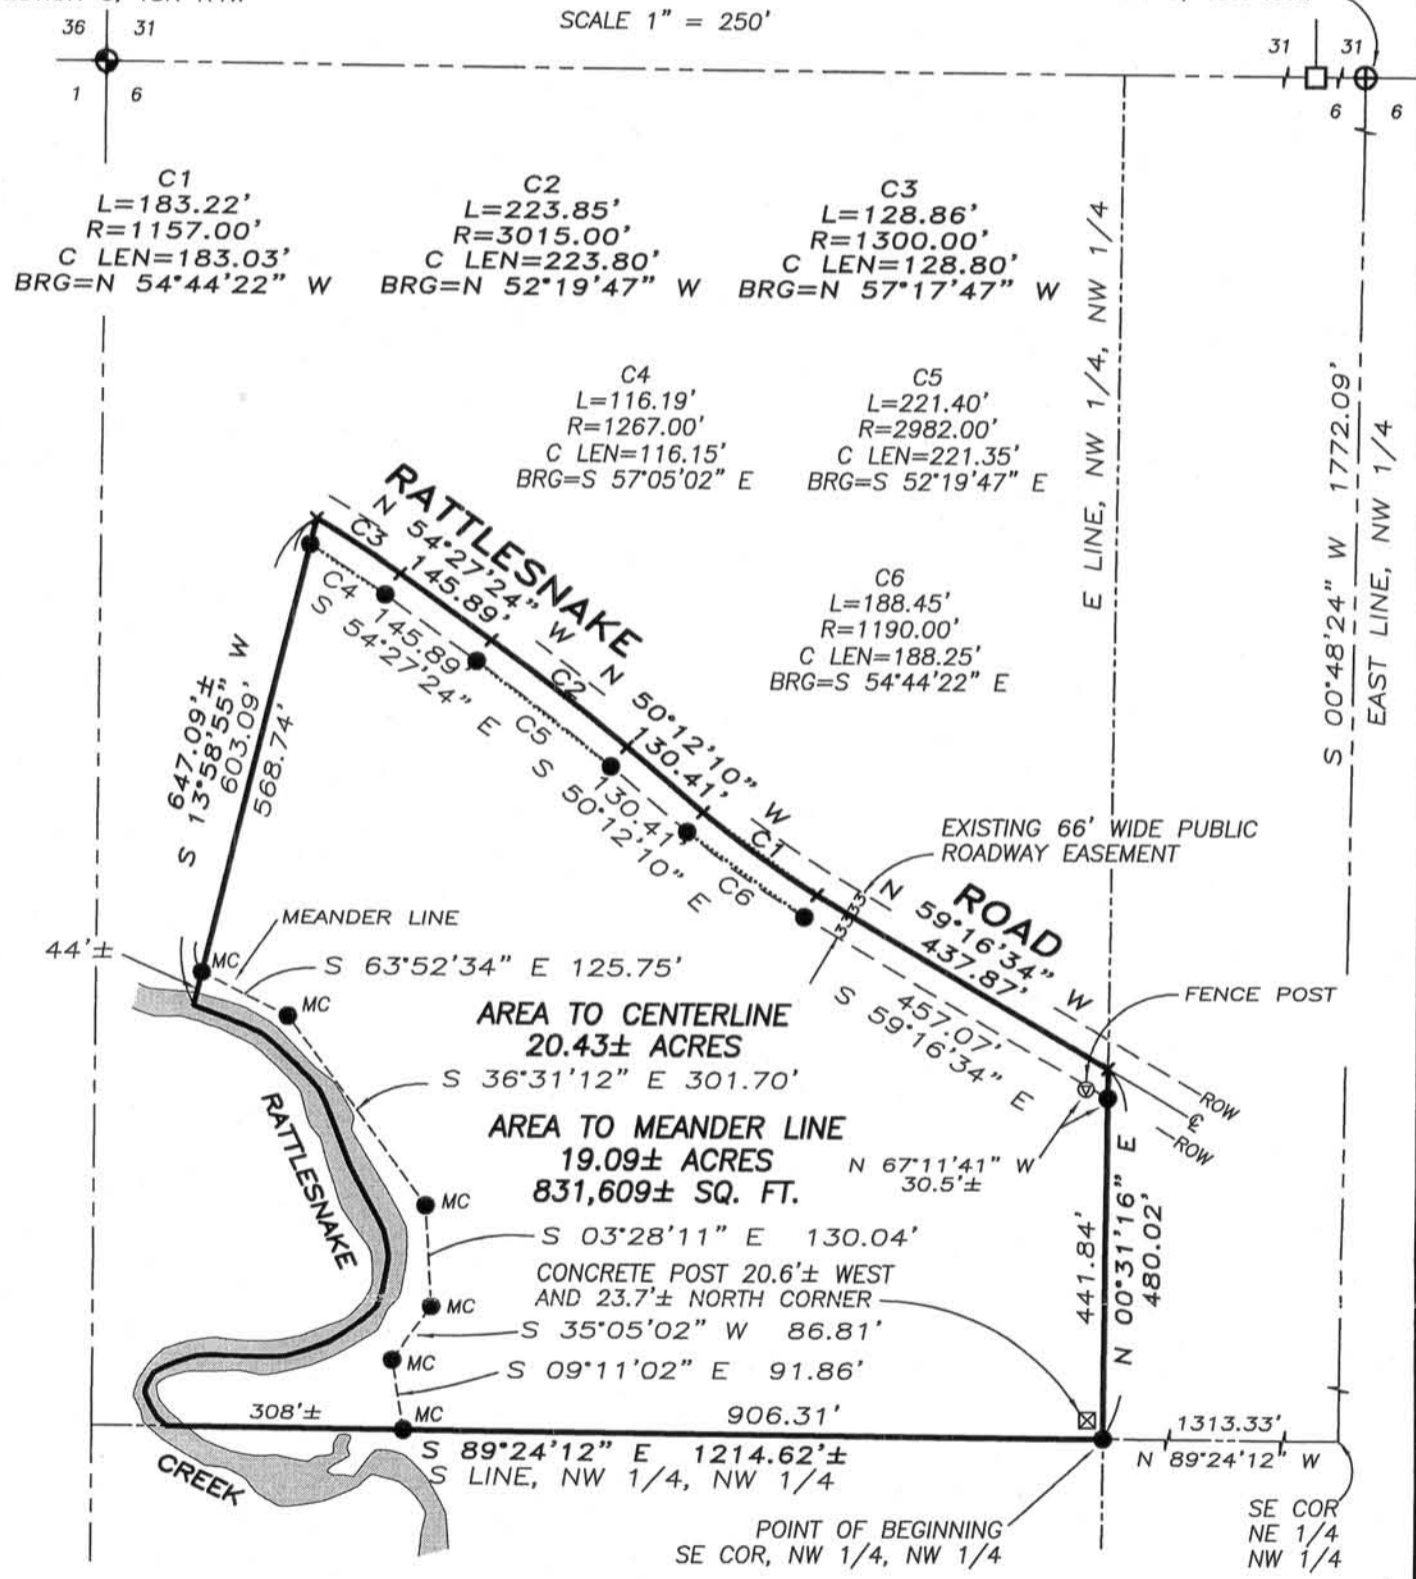 SCALE 1" = 250'
36 31
1 6
31 31
6 6
C1
L=183.22'
R=1157.00'
C LEN=183.03'
BRG=N 54°44'22" W
C2
L=223.85'
R=3015.00'
C LEN=223.80'
BRG=N 52°19'47" W
C3
L=128.86'
R=1300.00'
C LEN=128.80'
BRG=N 57°17'47" W
C4
L=116.19'
R=1267.00'
C LEN=116.15'
BRG=S 57°05'02" E
C5
L=221.40'
R=2982.00'
C LEN=221.35'
BRG=S 52°19'47" E
C6
L=188.45'
R=1190.00'
C LEN=188.25'
BRG=S 54°44'22" E
E LINE, NW 1/4, NW 1/4
S 00°48'24" W 1772.09'
EAST LINE, NW 1/4
RATTLESNAKE
N 54°27'24" W
145.89'
C3
C4
145.89'
S 54°27'24" E
C2
C5
N 50°12'10" W
130.41'
130.41'
S 50°12'10" E
C1
C6
EXISTING 66' WIDE PUBLIC
ROADWAY EASEMENT
33 33
ROAD
N 59°16'34" W
437.87'
457.07'
S 59°16'34" E
FENCE POST
ROW
℄
ROW
N 67°11'41" W
30.5'±
647.09'±
S 13°58'55" W
603.09'
568.74'
MEANDER LINE
44'±
MC
S 63°52'34" E 125.75'
MC
AREA TO CENTERLINE
20.43± ACRES
S 36°31'12" E 301.70'
AREA TO MEANDER LINE
19.09± ACRES
831,609± SQ. FT.
MC
S 03°28'11" E 130.04'
CONCRETE POST 20.6'± WEST
AND 23.7'± NORTH CORNER
MC
S 35°05'02" W 86.81'
MC
S 09°11'02" E 91.86'
441.84'
N 00°31'16" E
480.02'
RATTLESNAKE
CREEK
308'±
MC
906.31'
S 89°24'12" E 1214.62'±
S LINE, NW 1/4, NW 1/4
1313.33'
N 89°24'12" W
POINT OF BEGINNING
SE COR, NW 1/4, NW 1/4
SE COR
NE 1/4
NW 1/4